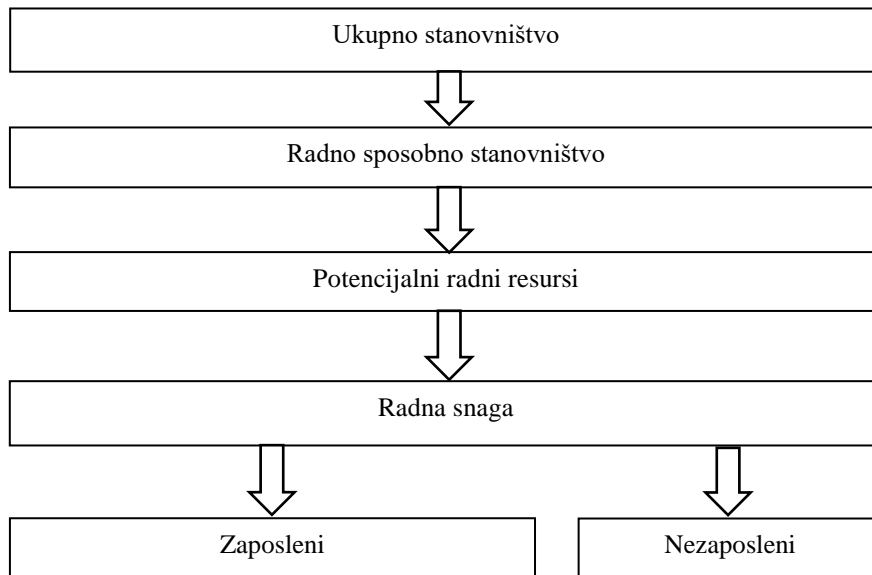 Ukupno stanovništvo
Radno sposobno stanovništvo
Potencijalni radni resursi
Radna snaga
Zaposleni
Nezaposleni